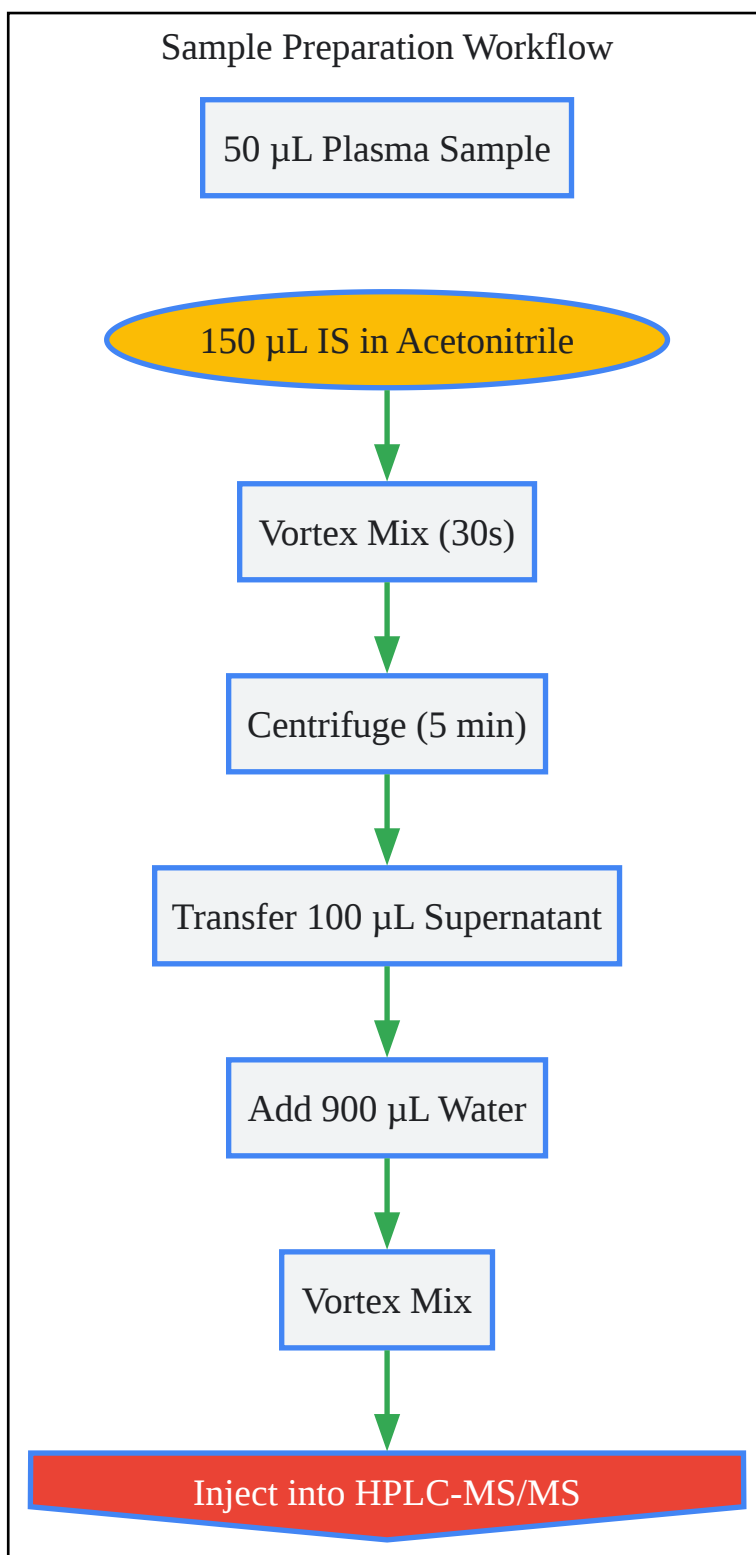 Sample Preparation Workflow
50 µL Plasma Sample
150 µL IS in Acetonitrile
Vortex Mix (30s)
Centrifuge (5 min)
Transfer 100 µL Supernatant
Add 900 µL Water
Vortex Mix
Inject into HPLC-MS/MS